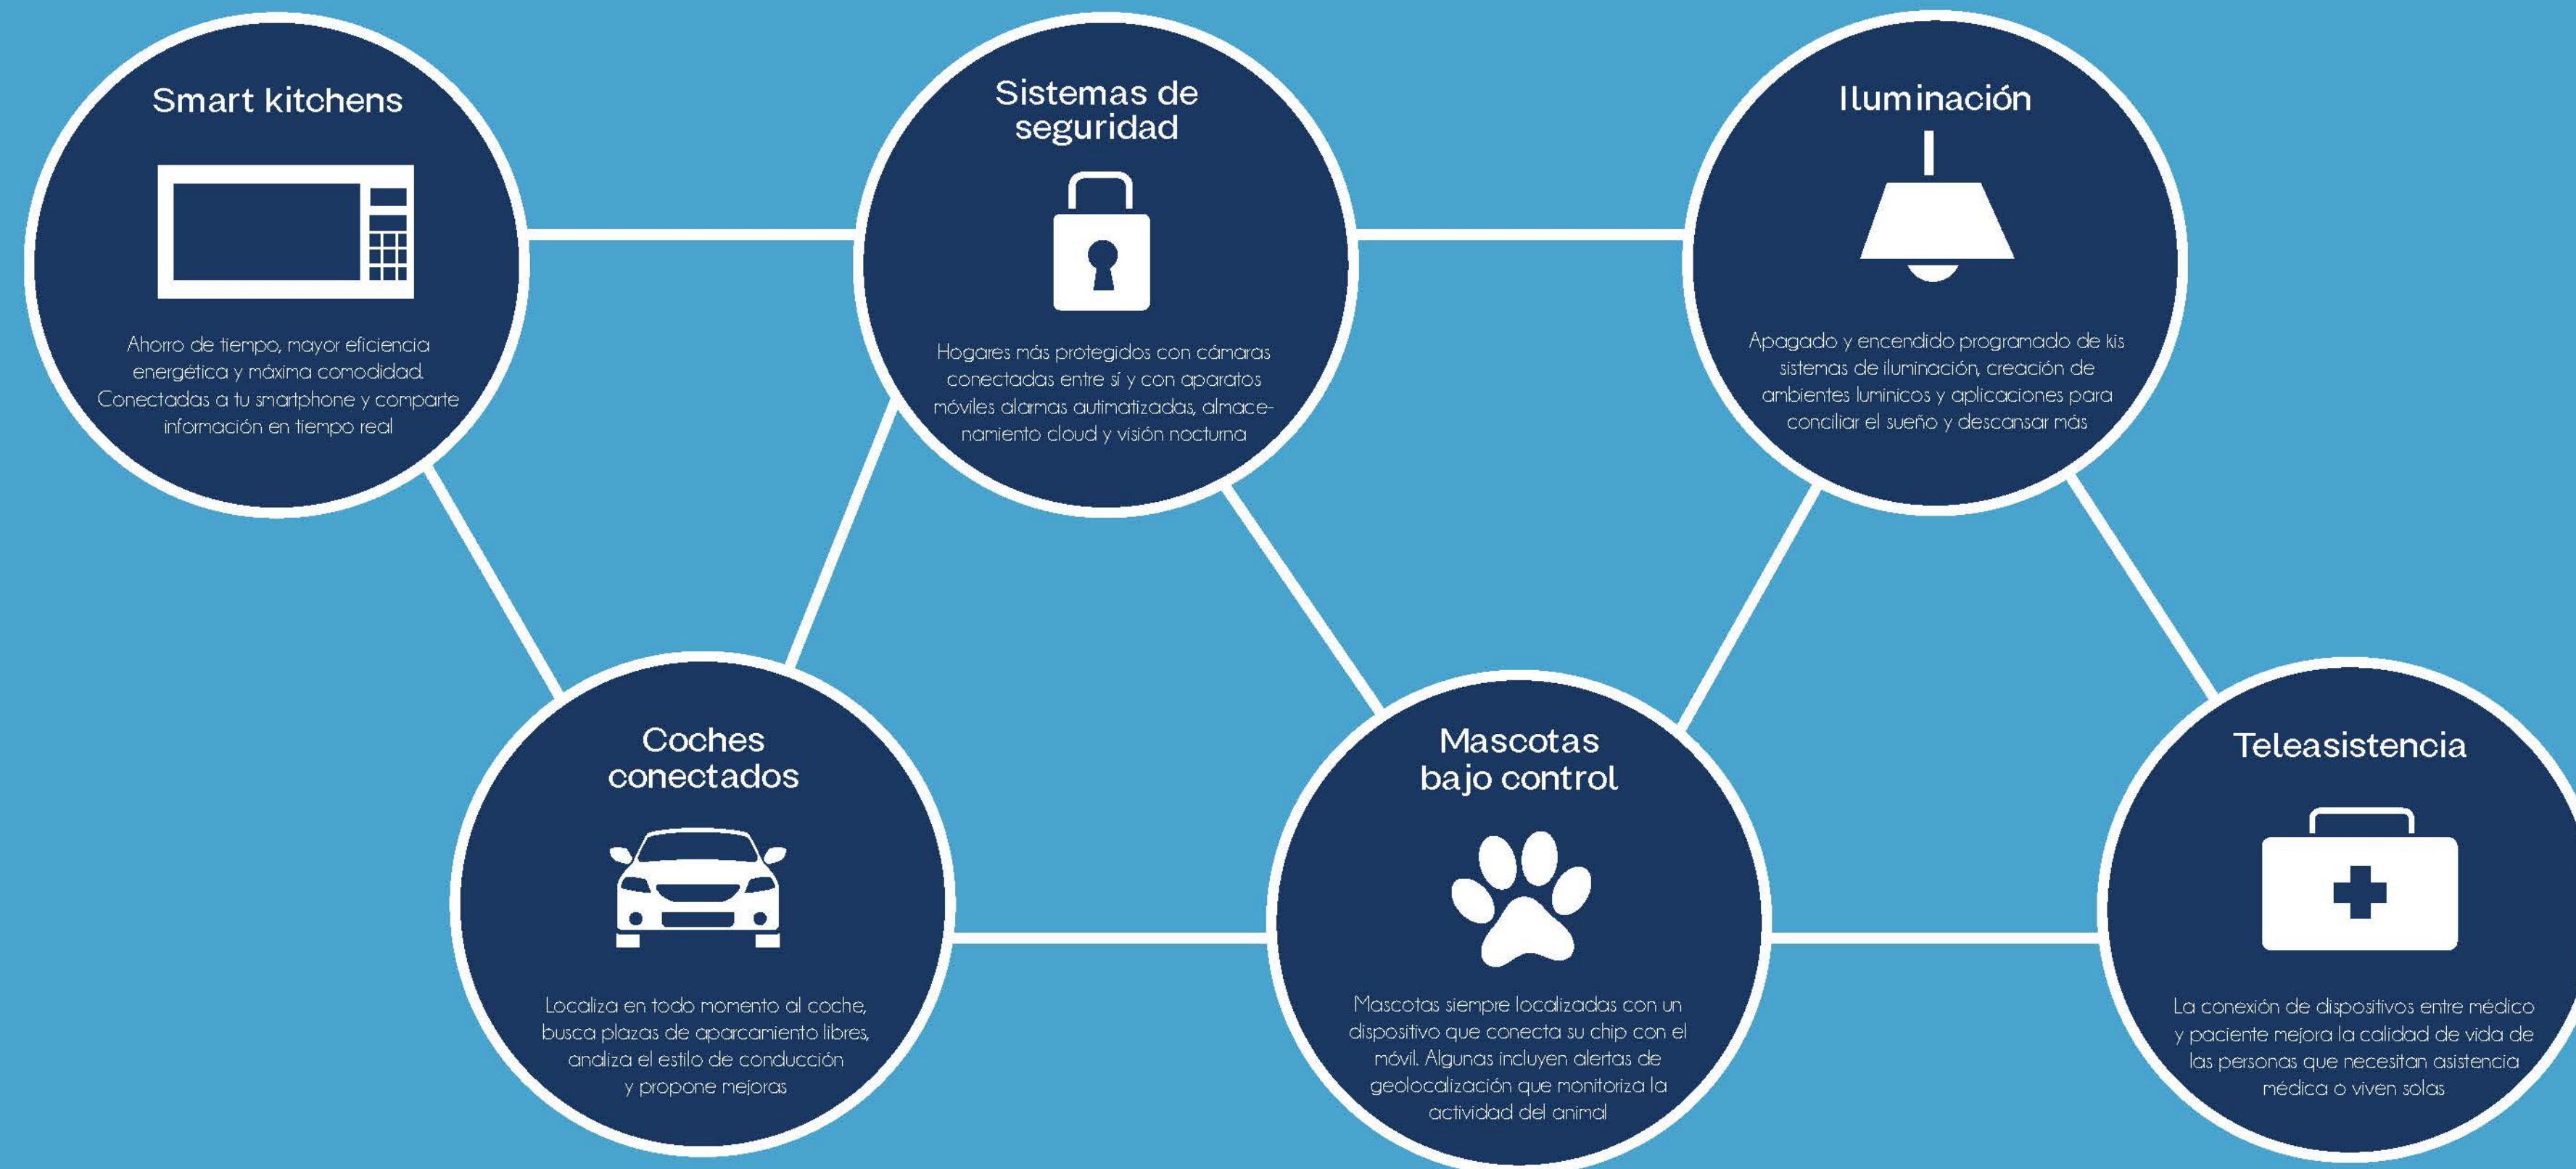 Smart kitchens
Ahorro de tiempo, mayor eficiencia
energética y máxima comodidad.
Conectadas a tu smartphone y comparte
información en tiempo real
Sistemas de
seguridad
Hogares más protegidos con cámaras
conectadas entre sí y con aparatos
móviles alarnas autimatizadas, almace-
namiento cloud y visión nocturna
Iluminación
Apagado y encendido programado de kis
sistemas de iluminación, creación de
ambientes luminicos y aplicaciones para
conciliar el sueño y descansar más
Coches
conectados
Localiza en todo momento al coche,
busca plazas de aparcamiento libres,
analiza el estilo de conducción
y propone mejoras
Mascotas
bajo control
Mascotas siempre localizadas con un
dispositivo que conecta su chip con el
móvil. Algunas incluyen alertas de
geolocalización que monitoriza la
actividad del animal
Teleasistencia
La conexión de dispositivos entre médico
y paciente mejora la calidad de vida de
las personas que necesitan asistencia
médica o viven solas